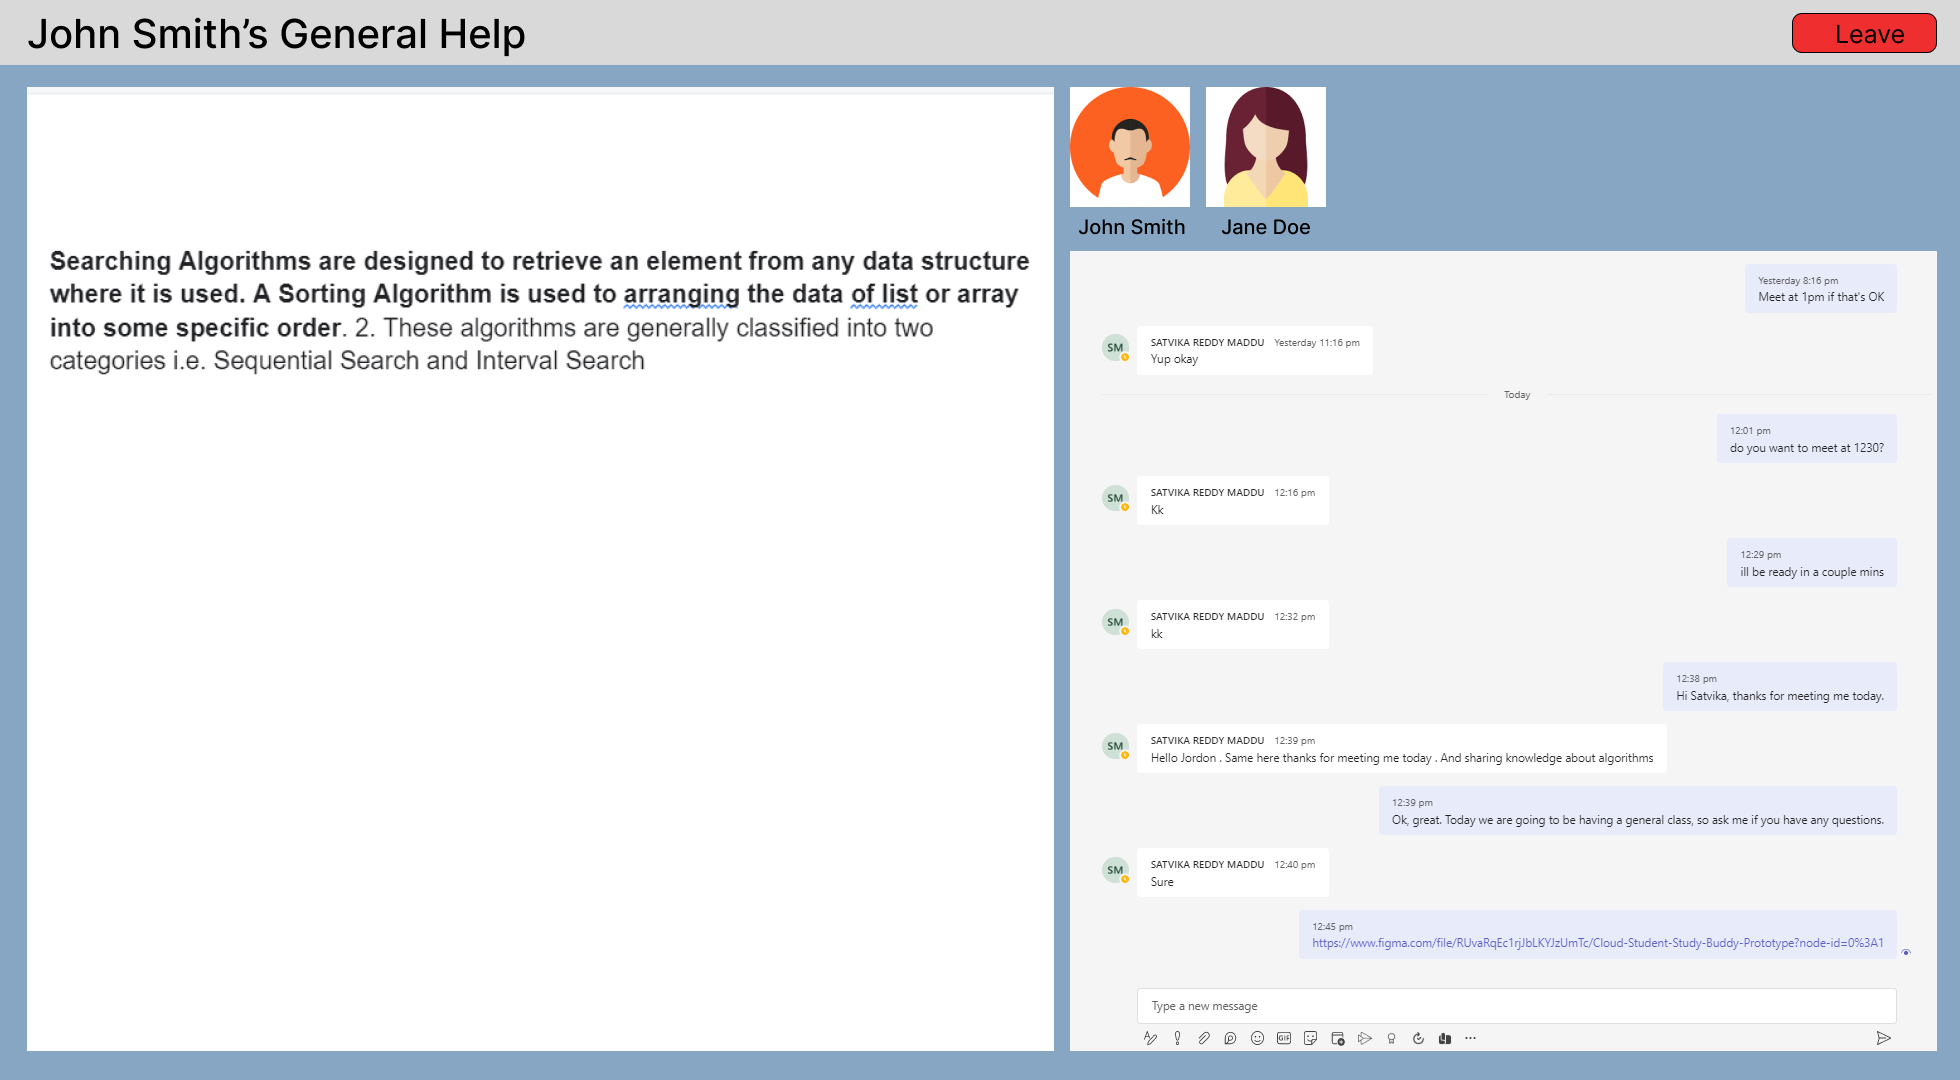 John Smith’s General Help
Leave
Searching Algorithms are designed to retrieve an element from any data structure
where it is used. A Sorting Algorithm is used to arranging the data of list or array
into some specific order. 2. These algorithms are generally classified into two
categories i.e. Sequential Search and Interval Search
John Smith
Jane Doe
Yesterday 8:16 pm
Meet at 1pm if that's OK
SM
SATVIKA REDDY MADDU Yesterday 11:16 pm
Yup okay
Today
12:01 pm
do you want to meet at 1230?
SM
SATVIKA REDDY MADDU 12:16 pm
Kk
12:29 pm
ill be ready in a couple mins
SM
SATVIKA REDDY MADDU 12:32 pm
kk
12:38 pm
Hi Satvika, thanks for meeting me today.
SM
SATVIKA REDDY MADDU 12:39 pm
Hello Jordon . Same here thanks for meeting me today . And sharing knowledge about algorithms
12:39 pm
Ok, great. Today we are going to be having a general class, so ask me if you have any questions.
SM
SATVIKA REDDY MADDU 12:40 pm
Sure
12:45 pm
https://www.figma.com/file/RUvaRqEc1rjJbLKYJzUmTc/Cloud-Student-Study-Buddy-Prototype?node-id=0%3A1
Type a new message
GIF